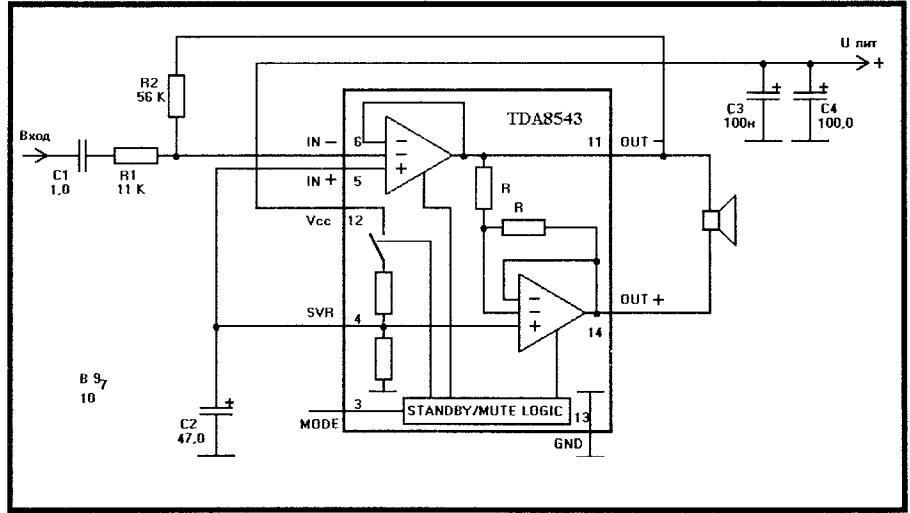 U пит
+
R2
56 K
TDA8543
C3
100н
C4
100,0
Вход
IN −
6
11
OUT −
C1
1,0
R1
11 K
IN +
5
R
Vcc
12
R
SVR
4
OUT +
14
В 97
10
C2
47,0
3
MODE
STANDBY/MUTE LOGIC
13
GND